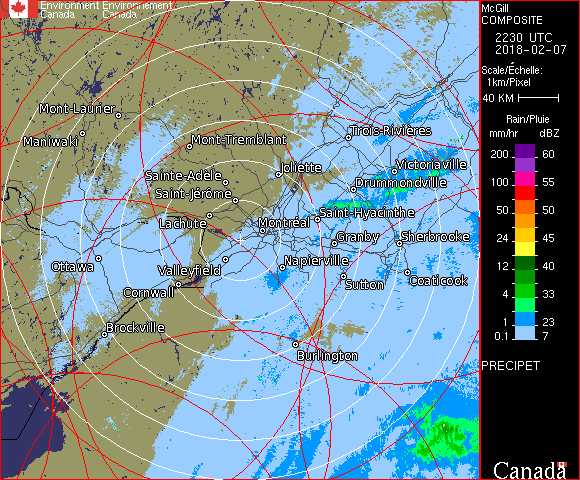 Environment Environnement
Canada Canada
McGill
COMPOSITE
2230 UTC
2018-02-07
Scale/Échelle:
1km/Pixel
40 KM
Rain/Pluie
mm/hr dBZ
200 60
100 55
50 50
24 45
12 40
4 33
1 23
0.1 7
PRECIPET
Canada
Mont-Laurier
Maniwaki
Mont-Tremblant
Trois-Rivières
Sainte-Adèle
Joliette
Victoriaville
Saint-Jérôme
Drummondville
Lachute
Montréal
Saint-Hyacinthe
Granby
Sherbrooke
Ottawa
Valleyfield
Napierville
Cornwall
Sutton
Coaticook
Brockville
Burlington